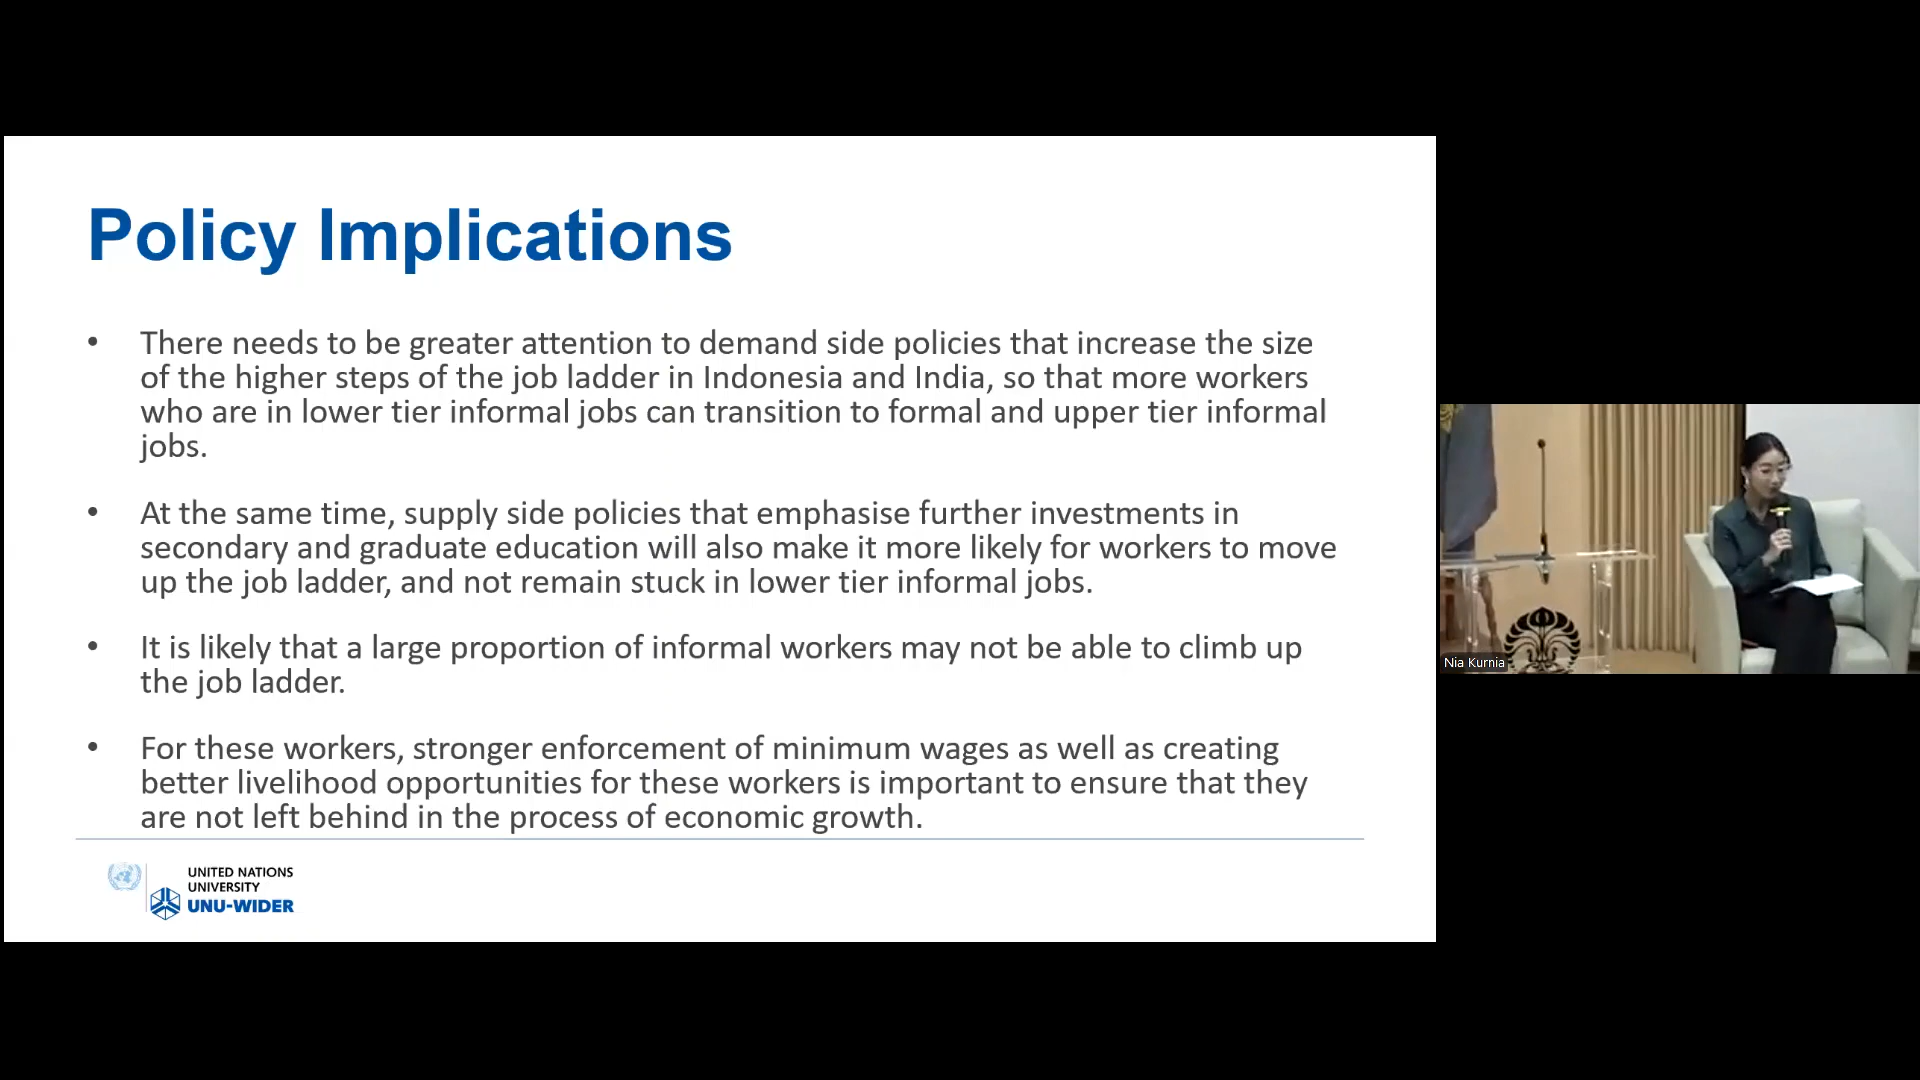 Policy Implications
• There needs to be greater attention to demand side policies that increase the size
of the higher steps of the job ladder in Indonesia and India, so that more workers
who are in lower tier informal jobs can transition to formal and upper tier informal
jobs.
• At the same time, supply side policies that emphasise further investments in
secondary and graduate education will also make it more likely for workers to move
up the job ladder, and not remain stuck in lower tier informal jobs.
• It is likely that a large proportion of informal workers may not be able to climb up
the job ladder.
• For these workers, stronger enforcement of minimum wages as well as creating
better livelihood opportunities for these workers is important to ensure that they
are not left behind in the process of economic growth.
UNITED NATIONS
UNIVERSITY
UNU-WIDER
Nia Kurnia